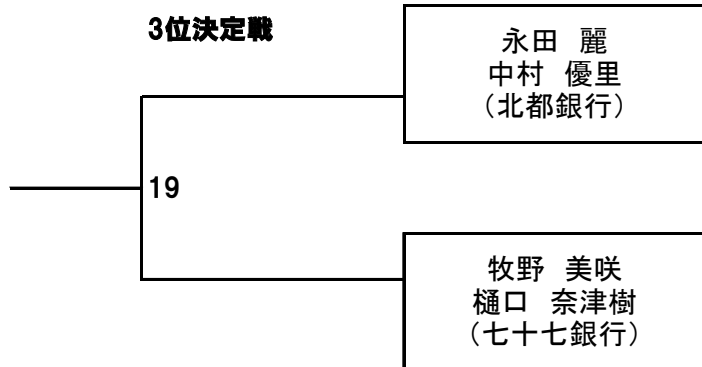 3位決定戦
永田　麗
中村　優里
（北都銀行）
19
牧野　美咲
樋口　奈津樹
（七十七銀行）